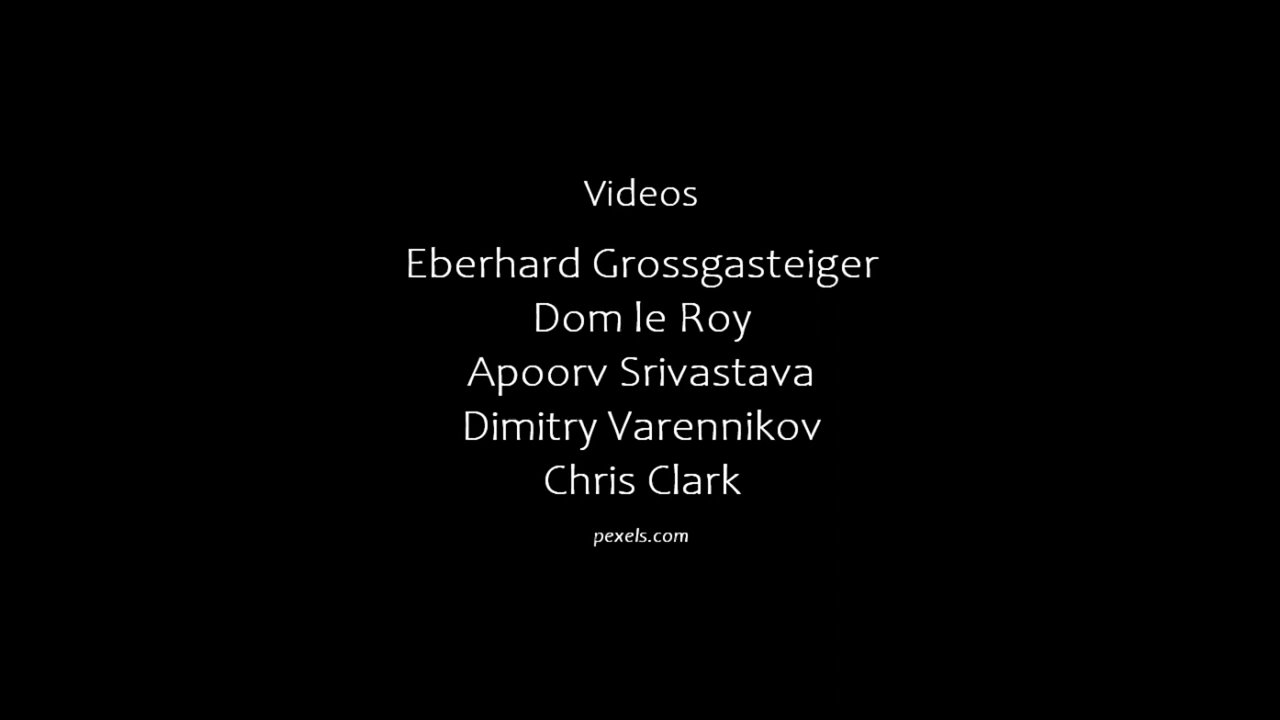 Videos
Eberhard Grossgasteiger
Dom le Roy
Apoorv Srivastava
Dimitry Varennikov
Chris Clark
pexels.com